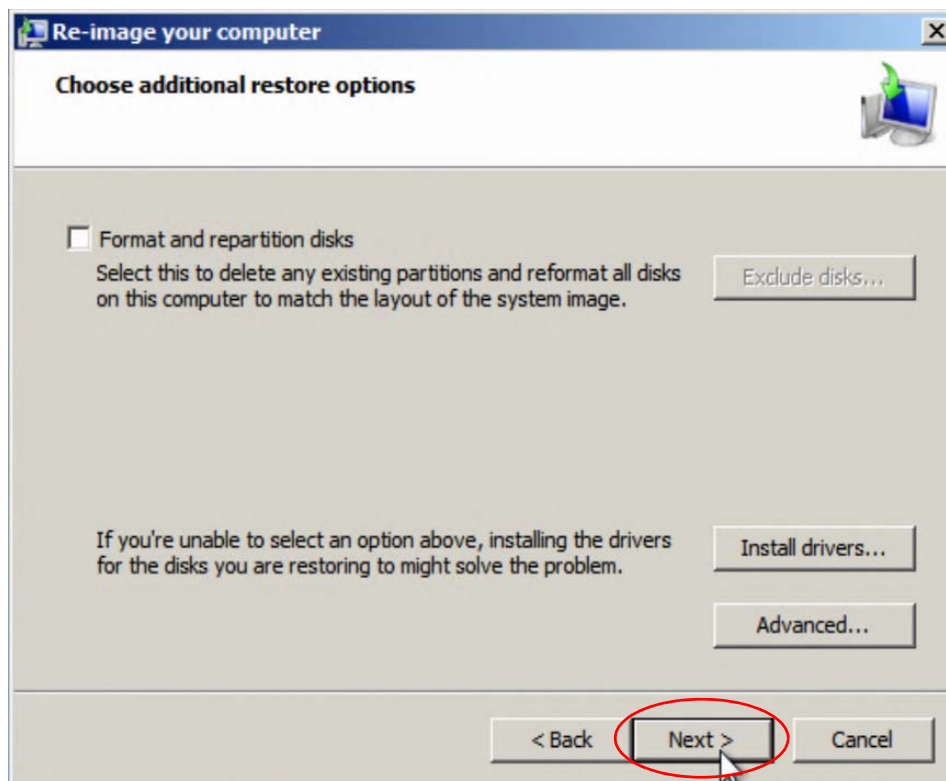 Re-image your computer
Choose additional restore options
Format and repartition disks
Select this to delete any existing partitions and reformat all disks
on this computer to match the layout of the system image.
Exclude disks...
If you're unable to select an option above, installing the drivers
for the disks you are restoring to might solve the problem.
Install drivers...
Advanced...
< Back
Next >
Cancel